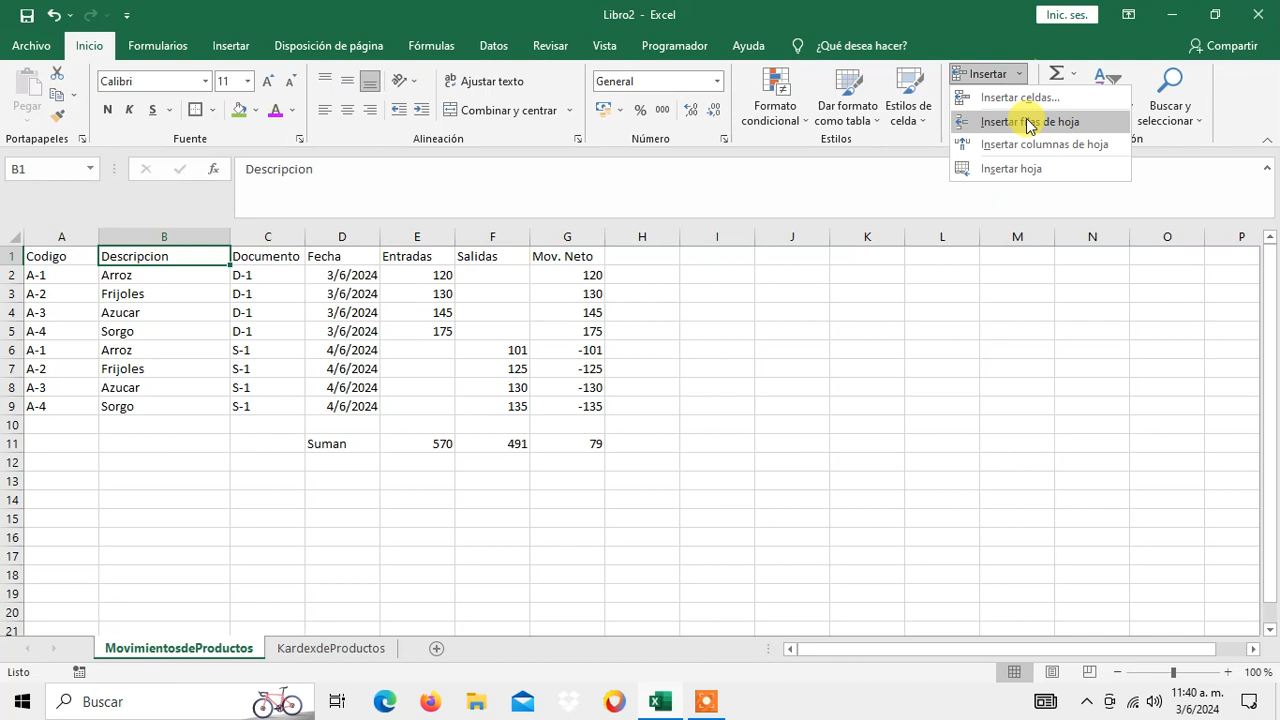 Libro2 - Excel
Inic. ses.
Archivo Inicio Formularios Insertar Disposición de página Fórmulas Datos Revisar Vista Programador Ayuda ¿Qué desea hacer? Compartir
Pegar
Calibri 11
N K S
Ajustar texto
Combinar y centrar
General
% 000
Formato condicional
Dar formato como tabla
Estilos de celda
Insertar
Insertar celdas...
Insertar filas de hoja
Insertar columnas de hoja
Insertar hoja
Buscar y seleccionar
Portapapeles Fuente Alineación Número Estilos
B1 fx Descripcion
A B C D E F G H I J K L M N O P
1 Codigo Descripcion Documento Fecha Entradas Salidas Mov. Neto
2 A-1 Arroz D-1 3/6/2024 120 120
3 A-2 Frijoles D-1 3/6/2024 130 130
4 A-3 Azucar D-1 3/6/2024 145 145
5 A-4 Sorgo D-1 3/6/2024 175 175
6 A-1 Arroz S-1 4/6/2024 101 -101
7 A-2 Frijoles S-1 4/6/2024 125 -125
8 A-3 Azucar S-1 4/6/2024 130 -130
9 A-4 Sorgo S-1 4/6/2024 135 -135
10
11 Suman 570 491 79
12
13
14
15
16
17
18
19
20
21
MovimientosdeProductos KardexdeProductos
Listo 100 %
Buscar
11:40 a. m.
3/6/2024